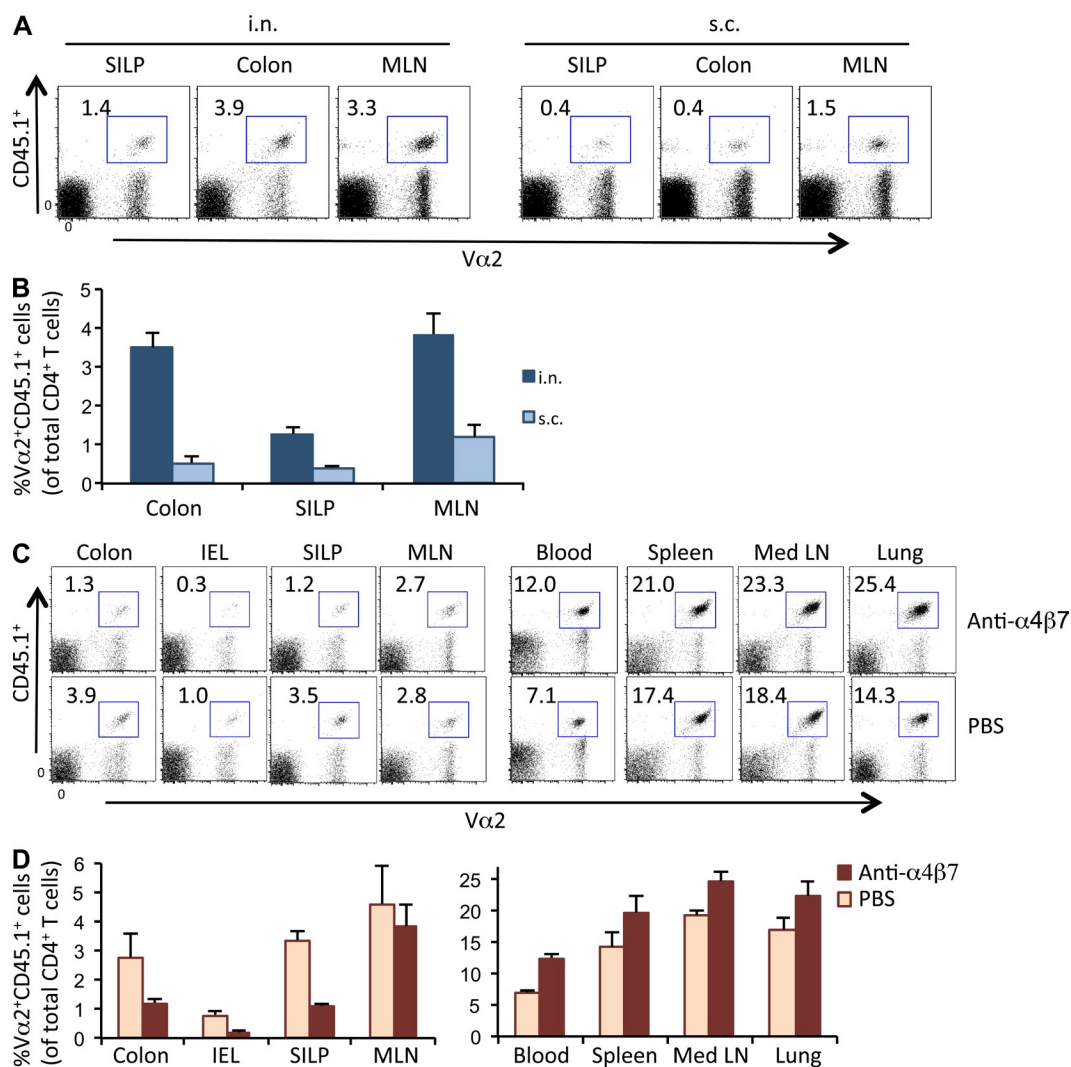 A
i.n.
s.c.
SILP Colon MLN SILP Colon MLN
CD45.1⁺
1.4 3.9 3.3 0.4 0.4 1.5
0
0
Vα2
B
%Vα2⁺CD45.1⁺ cells
(of total CD4⁺ T cells)
5
4
3
2
1
0
Colon SILP MLN
i.n.
s.c.
C
Colon IEL SILP MLN Blood Spleen Med LN Lung
CD45.1⁺
1.3 0.3 1.2 2.7 12.0 21.0 23.3 25.4
Anti-α4β7
3.9 1.0 3.5 2.8 7.1 17.4 18.4 14.3
PBS
0
0
Vα2
D
%Vα2⁺CD45.1⁺ cells
(of total CD4⁺ T cells)
6
5
4
3
2
1
0
Colon IEL SILP MLN
25
20
15
10
5
0
Blood Spleen Med LN Lung
Anti-α4β7
PBS